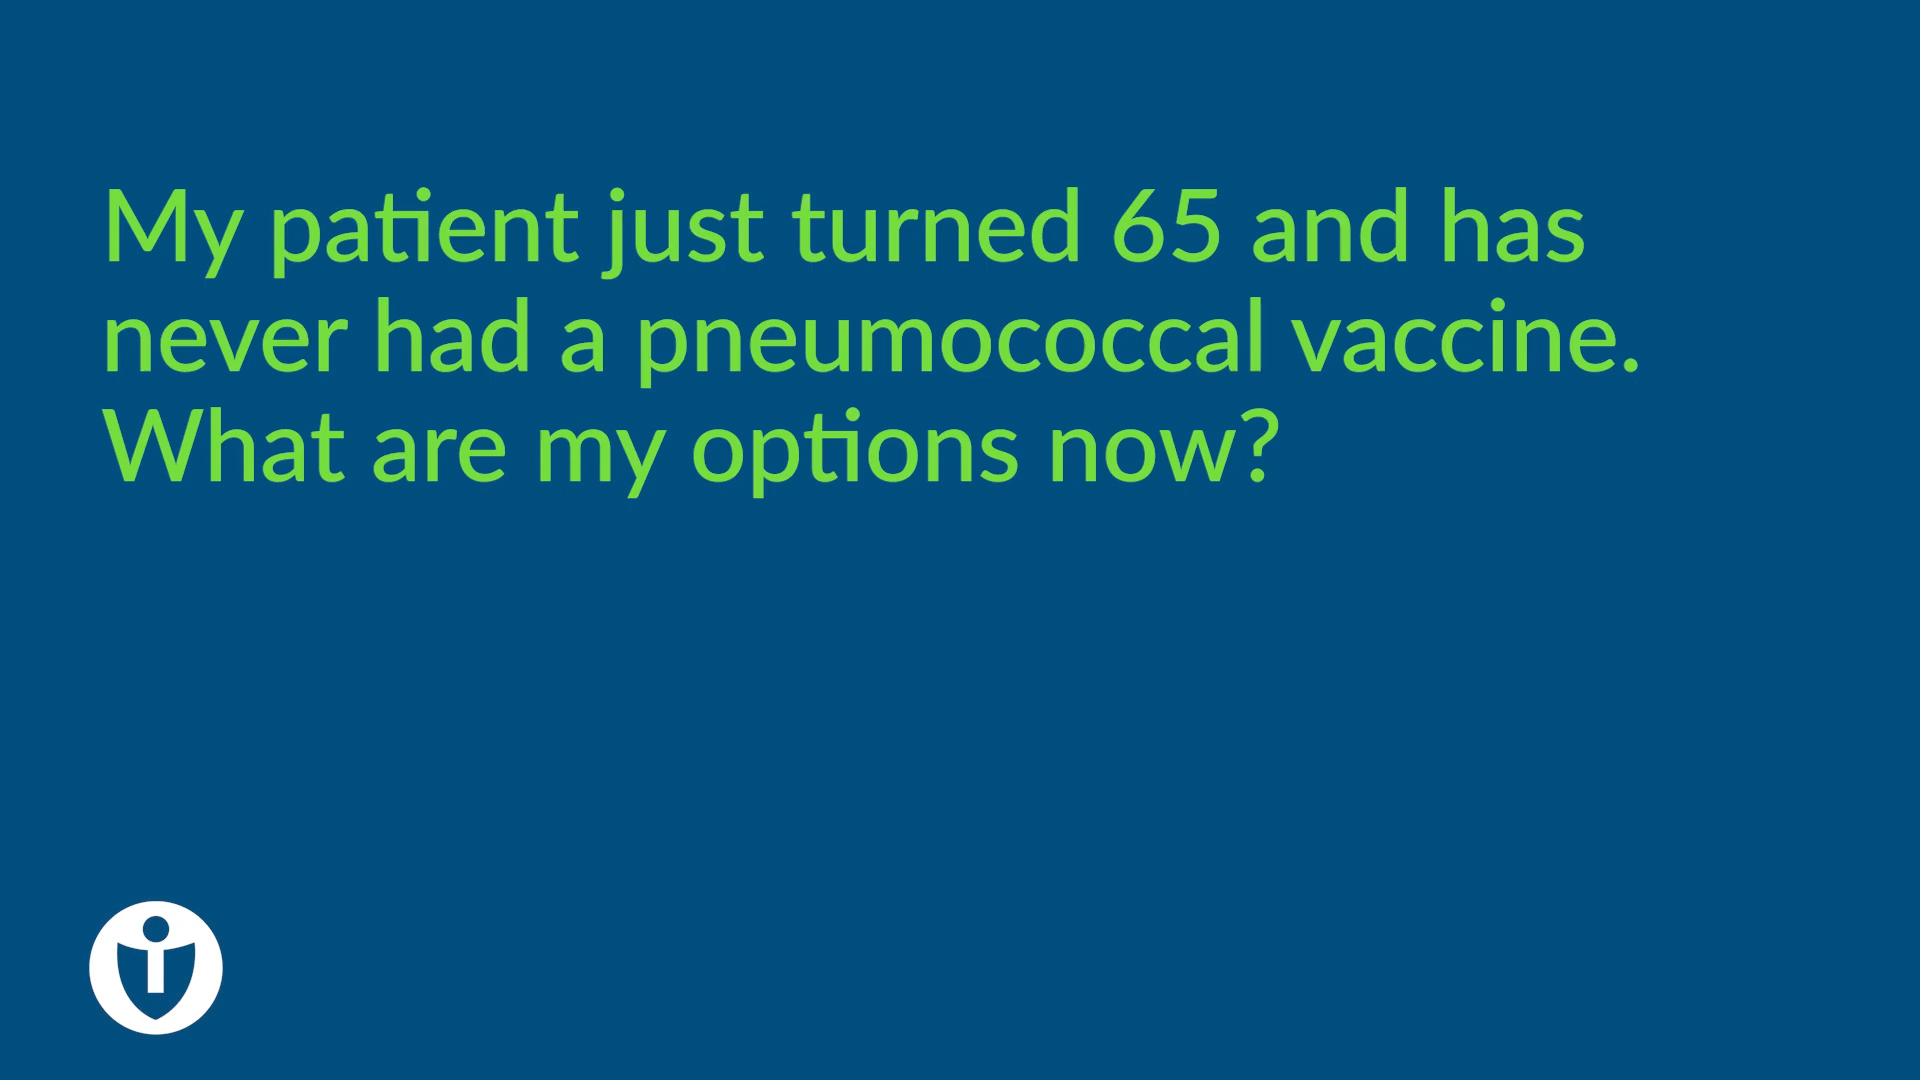 My patient just turned 65 and has
never had a pneumococcal vaccine.
What are my options now?